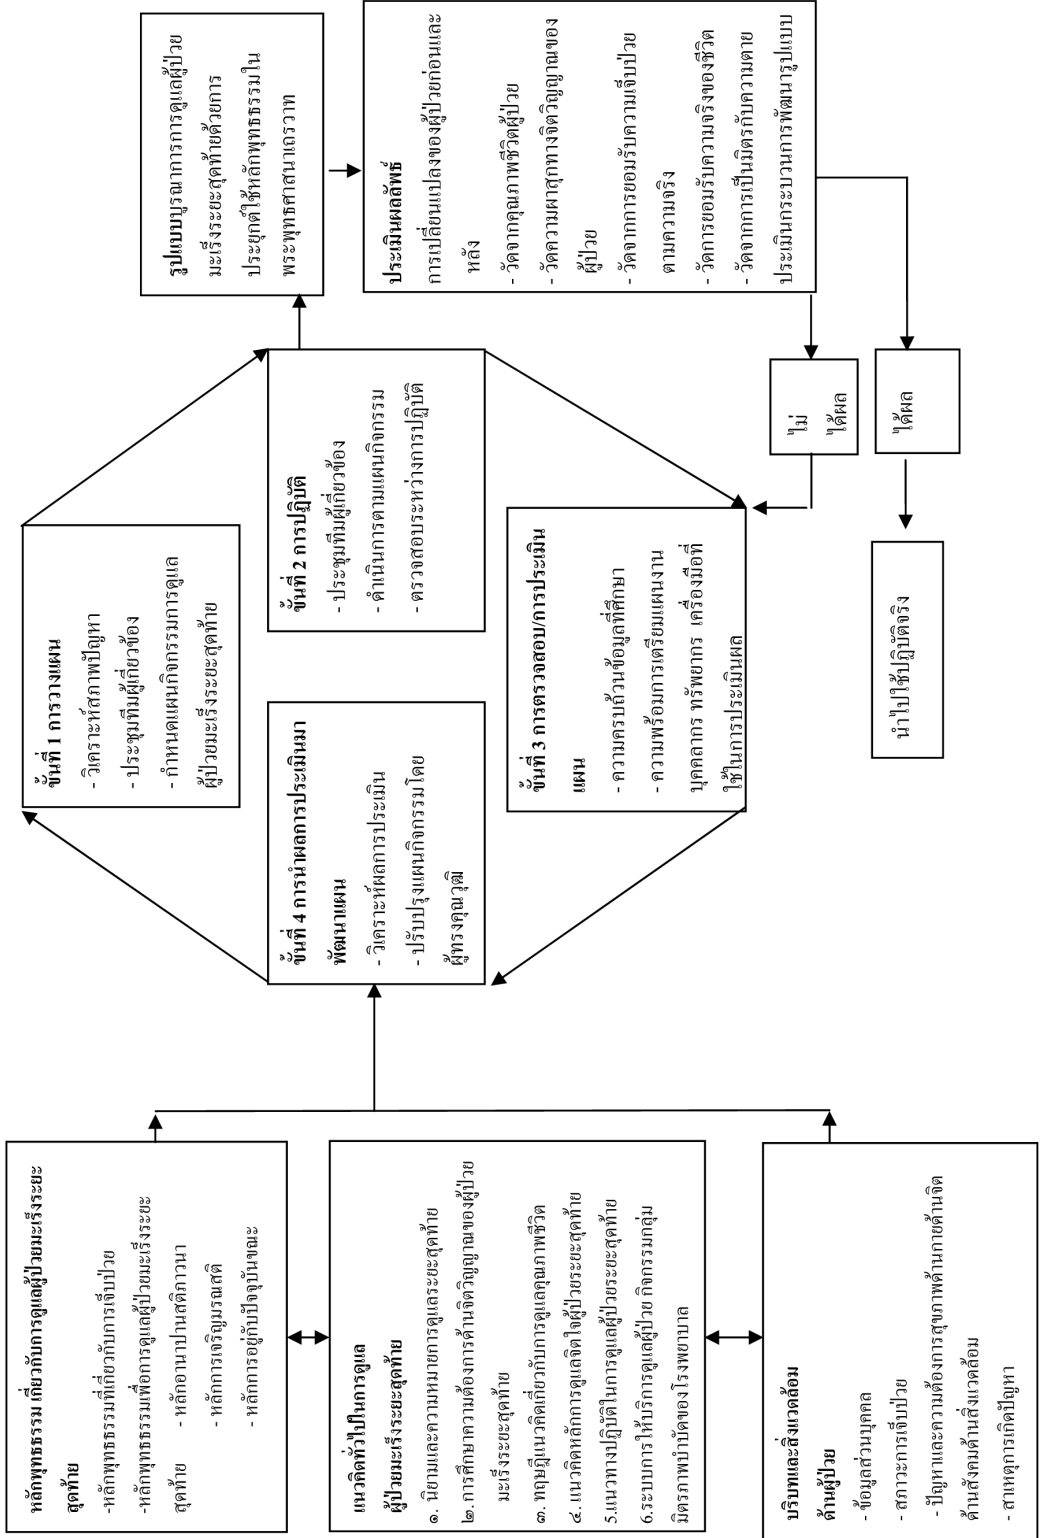 หลักพุทธธรรม เกี่ยวกับการดูแลผู้ป่วยมะเร็งระยะ
สุดท้าย
-หลักพุทธธรรมที่เกี่ยวกับการเจ็บป่วย
-หลักพุทธธรรมเพื่อการดูแลผู้ป่วยมะเร็งระยะ
สุดท้าย - หลักอานาปานสติภาวนา
- หลักการเจริญมรณสติ
- หลักการอยู่กับปัจจุบันขณะ
แนวคิดทั่วไปในการดูแล
ผู้ป่วยมะเร็งระยะสุดท้าย
๑. นิยามและความหมายการดูแลระยะสุดท้าย
๒. การศึกษาความต้องการด้านจิตวิญญาณของผู้ป่วย
มะเร็งระยะสุดท้าย
๓. ทฤษฎีแนวคิดเกี่ยวกับการดูแลคุณภาพชีวิต
๔. แนวคิดหลักการดูแลจิตใจผู้ป่วยระยะสุดท้าย
5.แนวทางปฏิบัติในการดูแลผู้ป่วยระยะสุดท้าย
6.ระบบการให้บริการดูแลผู้ป่วย กิจกรรมกลุ่ม
มิตรภาพบำบัดของโรงพยาบาล
บริบทและสิ่งแวดล้อม
ด้านผู้ป่วย
- ข้อมูลส่วนบุคคล
- สภาวะการเจ็บป่วย
- ปัญหาและความต้องการสุขภาพด้านกายด้านจิต
ด้านสังคมด้านสิ่งแวดล้อม
- สาเหตุการเกิดปัญหา
ขั้นที่ 1 การวางแผน
- วิเคราะห์สภาพปัญหา
- ประชุมทีมผู้เกี่ยวข้อง
- กำหนดแผนกิจกรรมการดูแล
ผู้ป่วยมะเร็งระยะสุดท้าย
ขั้นที่ 2 การปฏิบัติ
- ประชุมทีมผู้เกี่ยวข้อง
- ดำเนินการตามแผนกิจกรรม
- ตรวจสอบระหว่างการปฏิบัติ
ขั้นที่ 3 การตรวจสอบ/การประเมิน
แผน
- ความครบถ้วนข้อมูลที่ศึกษา
- ความพร้อมการเตรียมแผนงาน
บุคคลากร ทรัพยากร เครื่องมือที่
ใช้ในการประเมินผล
ขั้นที่ 4 การนำผลการประเมินมา
พัฒนาแผน
- วิเคราะห์ผลการประเมิน
- ปรับปรุงแผนกิจกรรมโดย
ผู้ทรงคุณวุฒิ
รูปแบบบูรณาการการดูแลผู้ป่วย
มะเร็งระยะสุดท้ายด้วยการ
ประยุกต์ใช้หลักพุทธธรรมใน
พระพุทธศาสนาเถรวาท
ประเมินผลลัพธ์
การเปลี่ยนแปลงของผู้ป่วยก่อนและ
หลัง
- วัดจากคุณภาพชีวิตผู้ป่วย
- วัดความผาสุกทางจิตวิญญาณของ
ผู้ป่วย
- วัดจากการยอมรับความเจ็บป่วย
ตามความจริง
- วัดการยอมรับความจริงของชีวิต
- วัดจากการเป็นมิตรกับความตาย
ประเมินกระบวนการพัฒนารูปแบบ
ไม่
ได้ผล
ได้ผล
นำไปใช้ปฏิบัติจริง